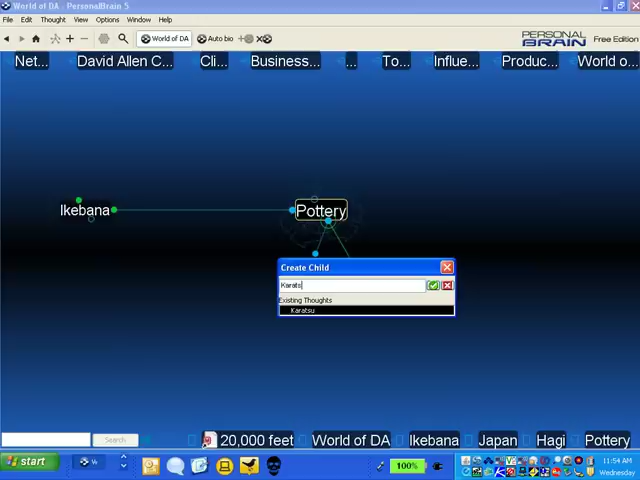 World of DA - PersonalBrain 5
File Edit Thought View Options Window Help
World of DA Auto bio
PERSONAL BRAIN Free Edition
Net... David Allen C... Cli... Business... ... To... Influe... Produc... World o...
Ikebana
Pottery
Create Child
Karats
Existing Thoughts
Karatsu
Search
20,000 feet World of DA Ikebana Japan Hagi Pottery
start
100%
11:54 AM
Wednesday